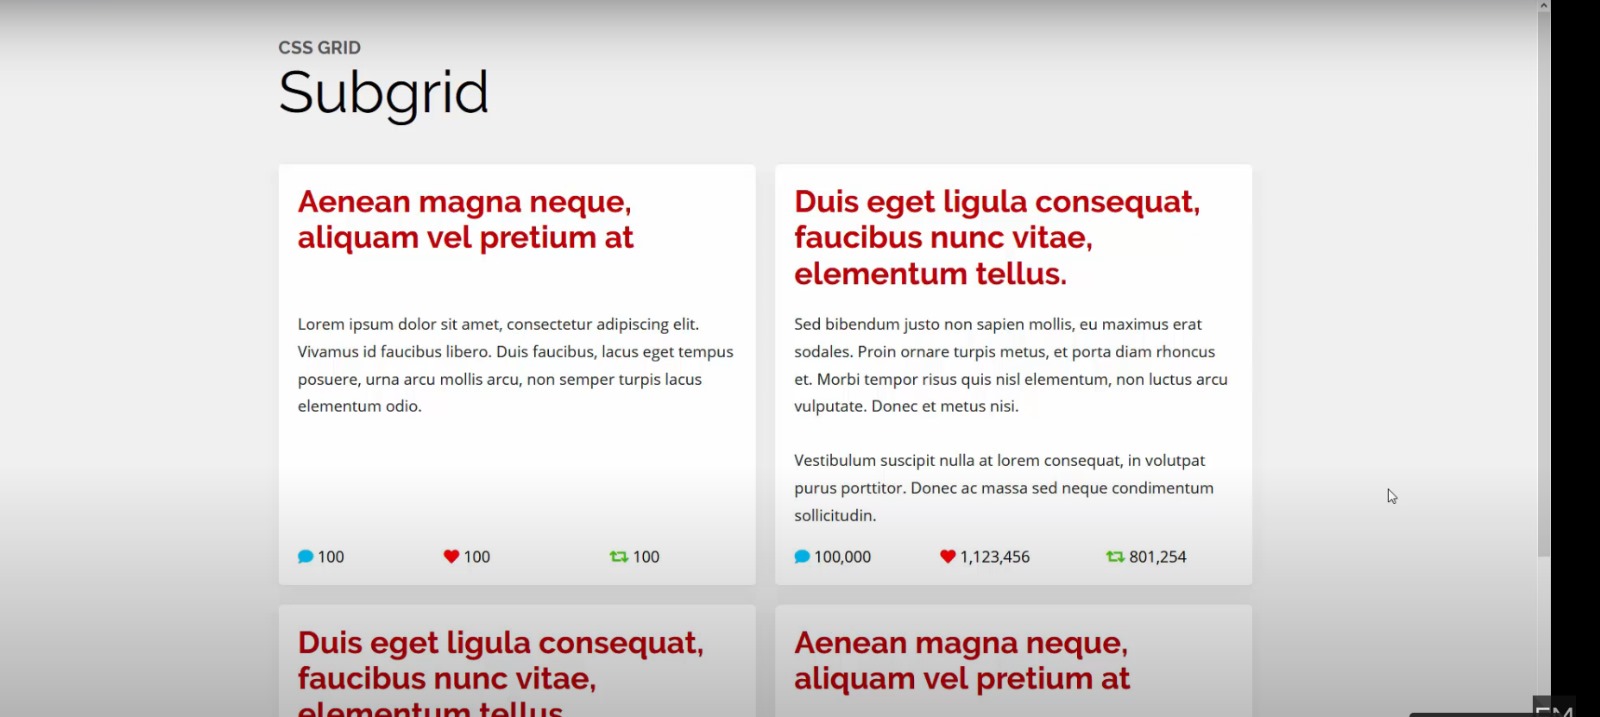 CSS GRID
Subgrid
Aenean magna neque,
aliquam vel pretium at
Lorem ipsum dolor sit amet, consectetur adipiscing elit.
Vivamus id faucibus libero. Duis faucibus, lacus eget tempus
posuere, urna arcu mollis arcu, non semper turpis lacus
elementum odio.
100
100
100
Duis eget ligula consequat,
faucibus nunc vitae,
elementum tellus.
Sed bibendum justo non sapien mollis, eu maximus erat
sodales. Proin ornare turpis metus, et porta diam rhoncus
et. Morbi tempor risus quis nisl elementum, non luctus arcu
vulputate. Donec et metus nisi.
Vestibulum suscipit nulla at lorem consequat, in volutpat
purus porttitor. Donec ac massa sed neque condimentum
sollicitudin.
100,000
1,123,456
801,254
Duis eget ligula consequat,
faucibus nunc vitae,
elementum tellus
Aenean magna neque,
aliquam vel pretium at